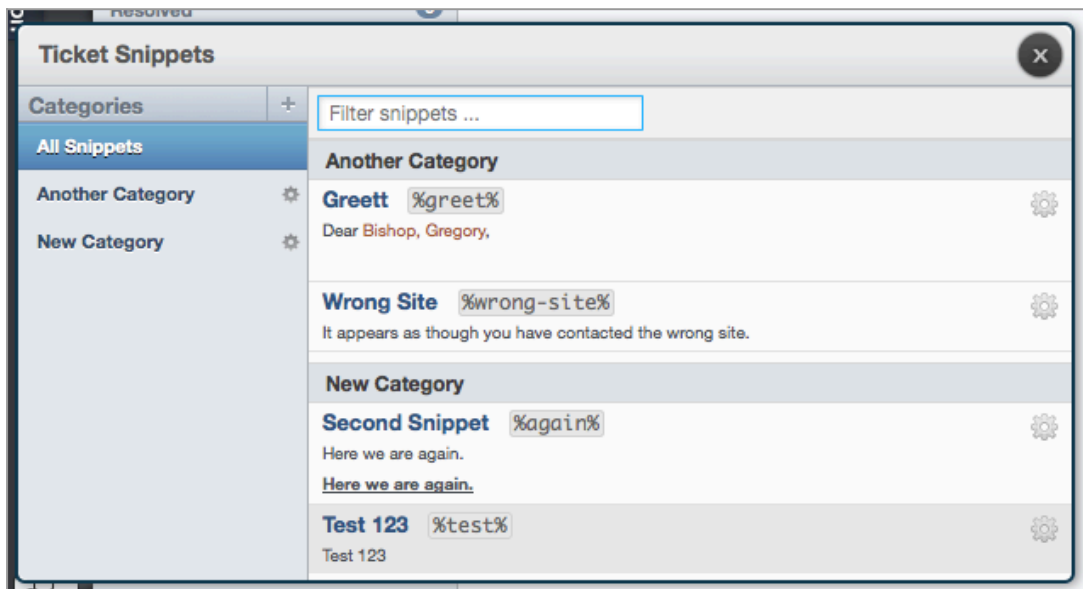 Resolved
Ticket Snippets
x
Categories +
All Snippets
Another Category
New Category
Filter snippets ...
Another Category
Greett %greet%
Dear Bishop, Gregory,
Wrong Site %wrong-site%
It appears as though you have contacted the wrong site.
New Category
Second Snippet %again%
Here we are again.
Here we are again.
Test 123 %test%
Test 123